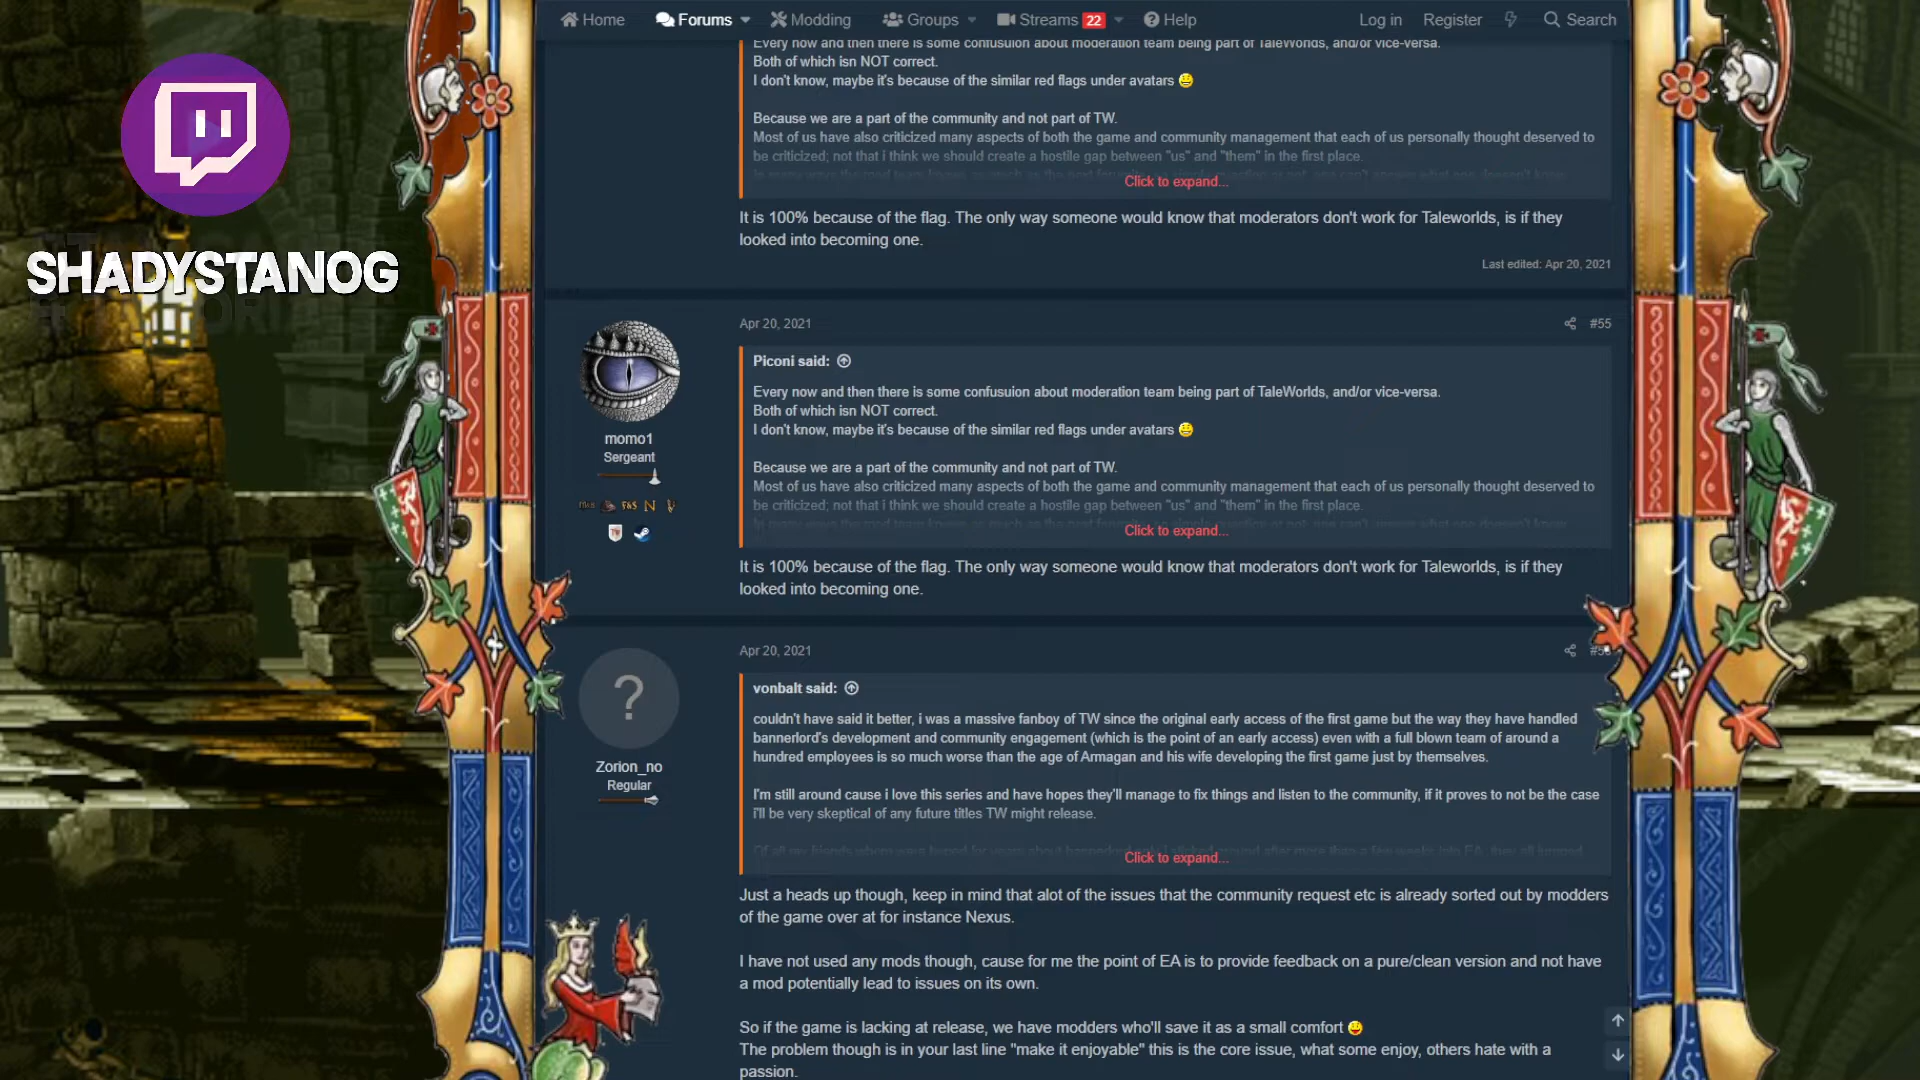 Home
Forums
Modding
Groups
Streams 22
Help
Log in
Register
Search
SHADYSTANOG
Every now and then there is some confusuion about moderation team being part of TaleWorlds, and/or vice-versa.
Both of which isn NOT correct.
I don't know, maybe it's because of the similar red flags under avatars
Because we are a part of the community and not part of TW.
Most of us have also criticized many aspects of both the game and community management that each of us personally thought deserved to
be criticized; not that i think we should create a hostile gap between "us" and "them" in the first place.
Click to expand...
It is 100% because of the flag. The only way someone would know that moderators don't work for Taleworlds, is if they
looked into becoming one.
Last edited: Apr 20, 2021
momo1
Sergeant
Apr 20, 2021
#55
Piconi said:
Every now and then there is some confusuion about moderation team being part of TaleWorlds, and/or vice-versa.
Both of which isn NOT correct.
I don't know, maybe it's because of the similar red flags under avatars
Because we are a part of the community and not part of TW.
Most of us have also criticized many aspects of both the game and community management that each of us personally thought deserved to
be criticized; not that i think we should create a hostile gap between "us" and "them" in the first place.
Click to expand...
It is 100% because of the flag. The only way someone would know that moderators don't work for Taleworlds, is if they
looked into becoming one.
?
Zorion_no
Regular
Apr 20, 2021
vonbalt said:
couldn't have said it better, i was a massive fanboy of TW since the original early access of the first game but the way they have handled
bannerlord's development and community engagement (which is the point of an early access) even with a full blown team of around a
hundred employees is so much worse than the age of Armagan and his wife developing the first game just by themselves.
I'm still around cause i love this series and have hopes they'll manage to fix things and listen to the community, if it proves to not be the case
i'll be very skeptical of any future titles TW might release.
Click to expand...
Just a heads up though, keep in mind that alot of the issues that the community request etc is already sorted out by modders
of the game over at for instance Nexus.
I have not used any mods though, cause for me the point of EA is to provide feedback on a pure/clean version and not have
a mod potentially lead to issues on its own.
So if the game is lacking at release, we have modders who'll save it as a small comfort
The problem though is in your last line "make it enjoyable" this is the core issue, what some enjoy, others hate with a
passion.